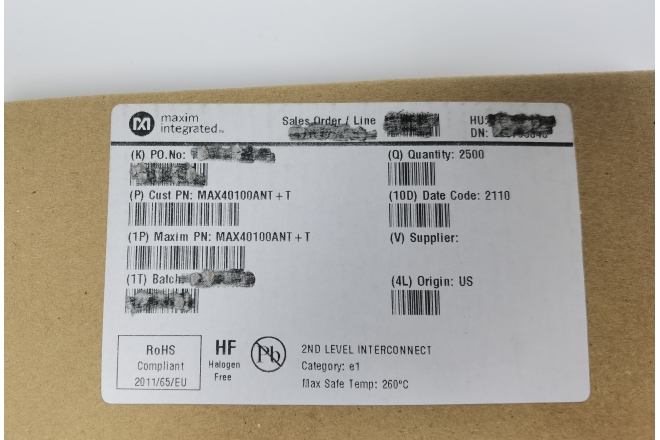 maxim
integrated™
Sales Order / Line
HU:
DN:
(K) PO.No:
(Q) Quantity: 2500
(P) Cust PN: MAX40100ANT+T
(10D) Date Code: 2110
(1P) Maxim PN: MAX40100ANT+T
(V) Supplier:
(1T) Batch:
(4L) Origin: US
RoHS
Compliant
2011/65/EU
HF
Halogen
Free
Pb
2ND LEVEL INTERCONNECT
Category: e1
Max Safe Temp: 260°C